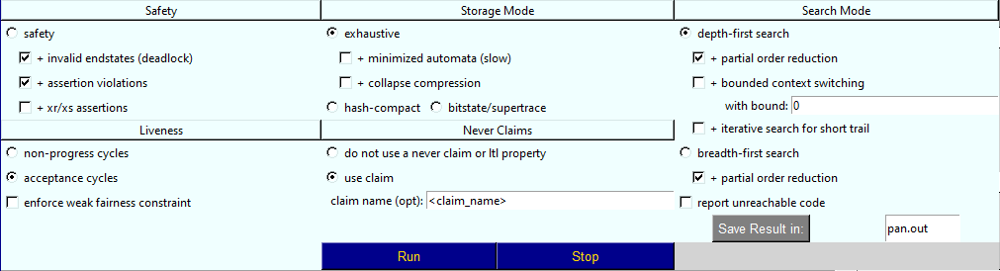 Safety
safety
+ invalid endstates (deadlock)
+ assertion violations
+ xr/xs assertions
Liveness
non-progress cycles
acceptance cycles
enforce weak fairness constraint
Storage Mode
exhaustive
+ minimized automata (slow)
+ collapse compression
hash-compact bitstate/supertrace
Never Claims
do not use a never claim or ltl property
use claim
claim name (opt): <claim_name>
Run Stop
Search Mode
depth-first search
+ partial order reduction
+ bounded context switching
with bound: 0
+ iterative search for short trail
breadth-first search
+ partial order reduction
report unreachable code
Save Result in: pan.out